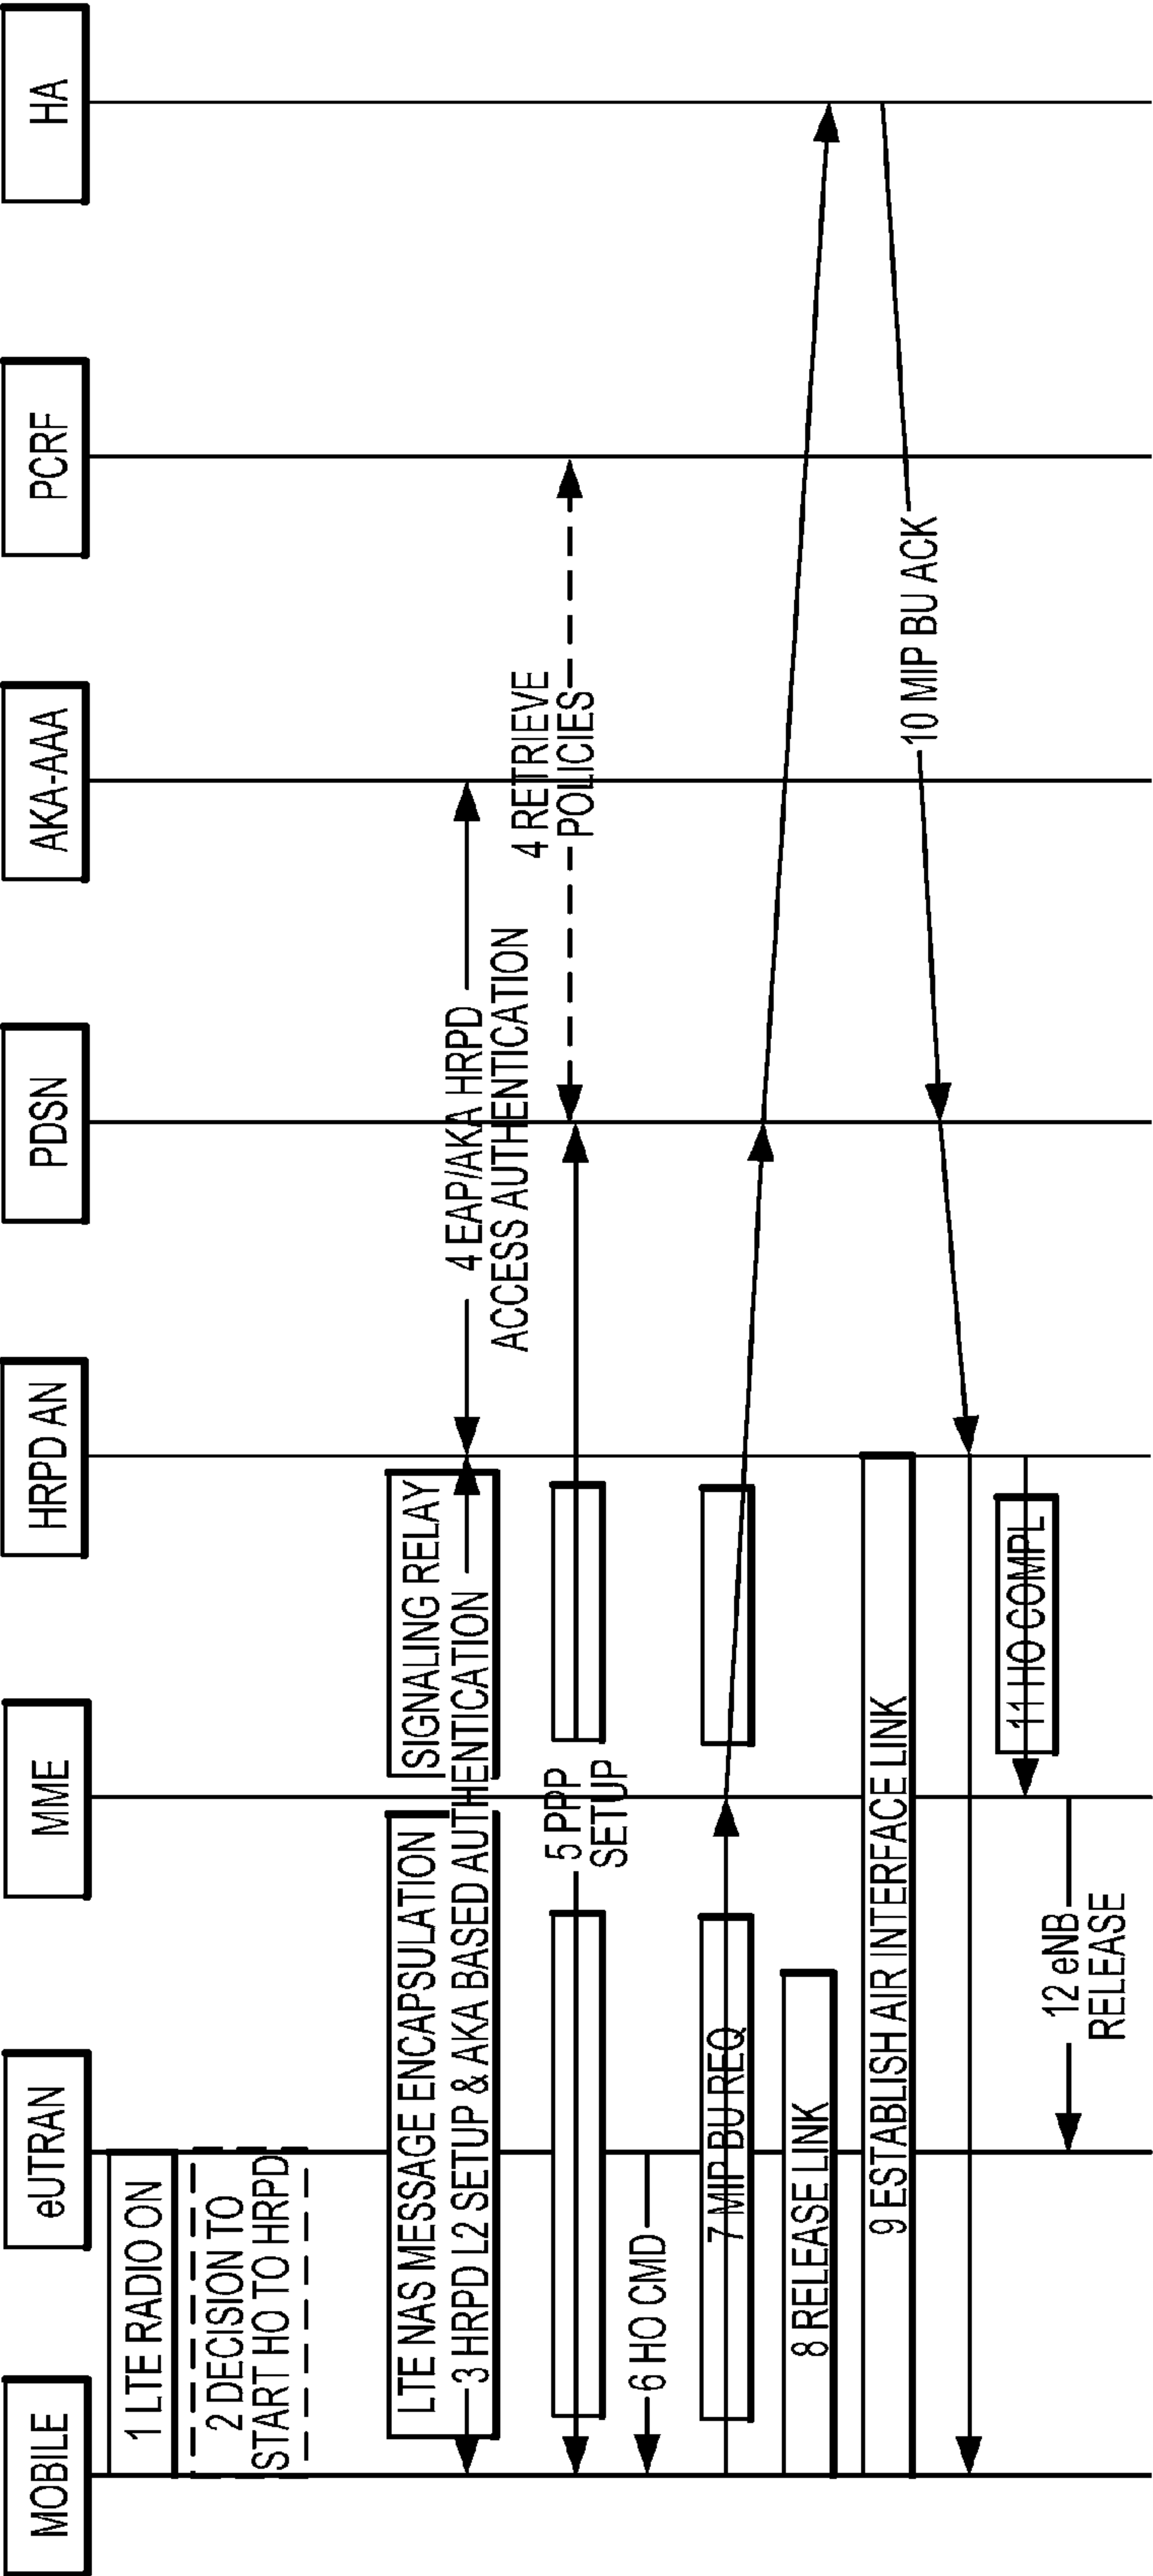 MOBILE
eUTRAN
MME
HRPD AN
PDSN
AKA-AAA
PCRF
HA
1 LTE RADIO ON
2 DECISION TO
START HO TO HRPD
LTE NAS MESSAGE ENCAPSULATION
SIGNALING RELAY
3 HRPD L2 SETUP & AKA BASED AUTHENTICATION
4 EAP/AKA HRPD
ACCESS AUTHENTICATION
4 RETRIEVE
POLICIES
5 PPP
SETUP
6 HO CMD
7 MIP BU REQ
8 RELEASE LINK
9 ESTABLISH AIR INTERFACE LINK
10 MIP BU ACK
11 HO COMPL
12 eNB
RELEASE